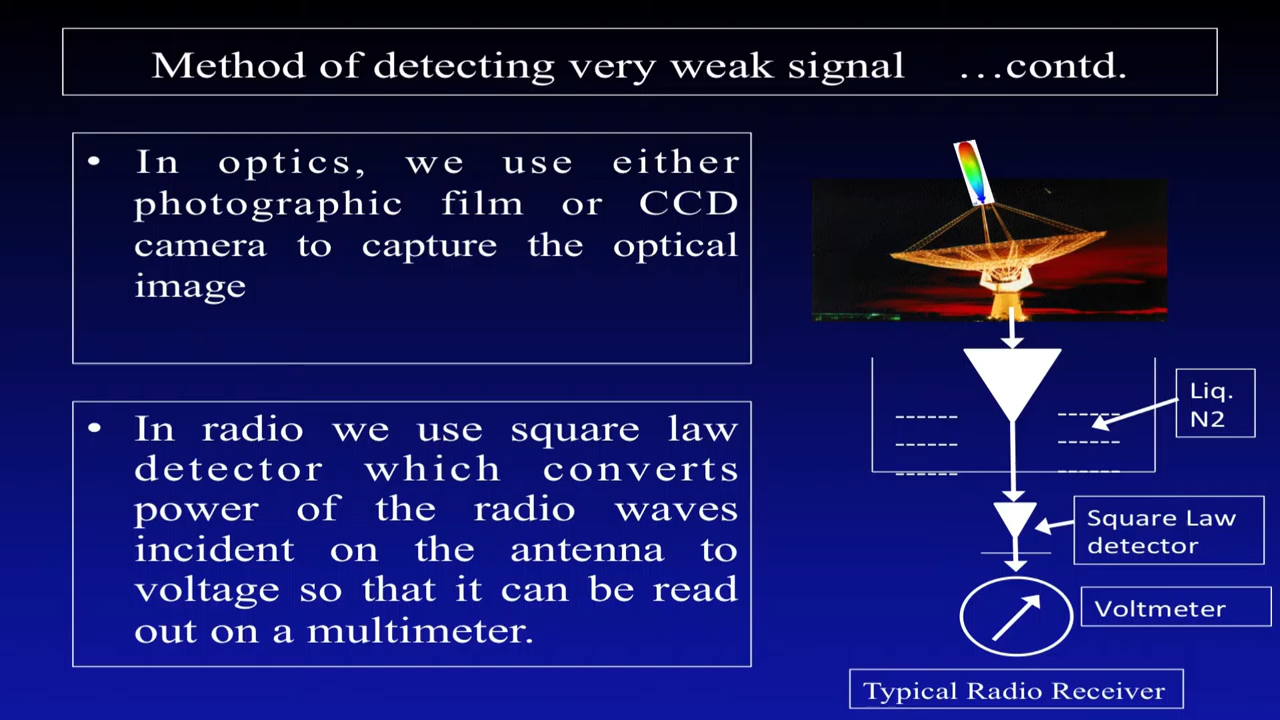 Method of detecting very weak signal …contd.
• In optics, we use either
photographic film or CCD
camera to capture the optical
image
• In radio we use square law
detector which converts
power of the radio waves
incident on the antenna to
voltage so that it can be read
out on a multimeter.
Liq.
N2
Square Law
detector
Voltmeter
Typical Radio Receiver